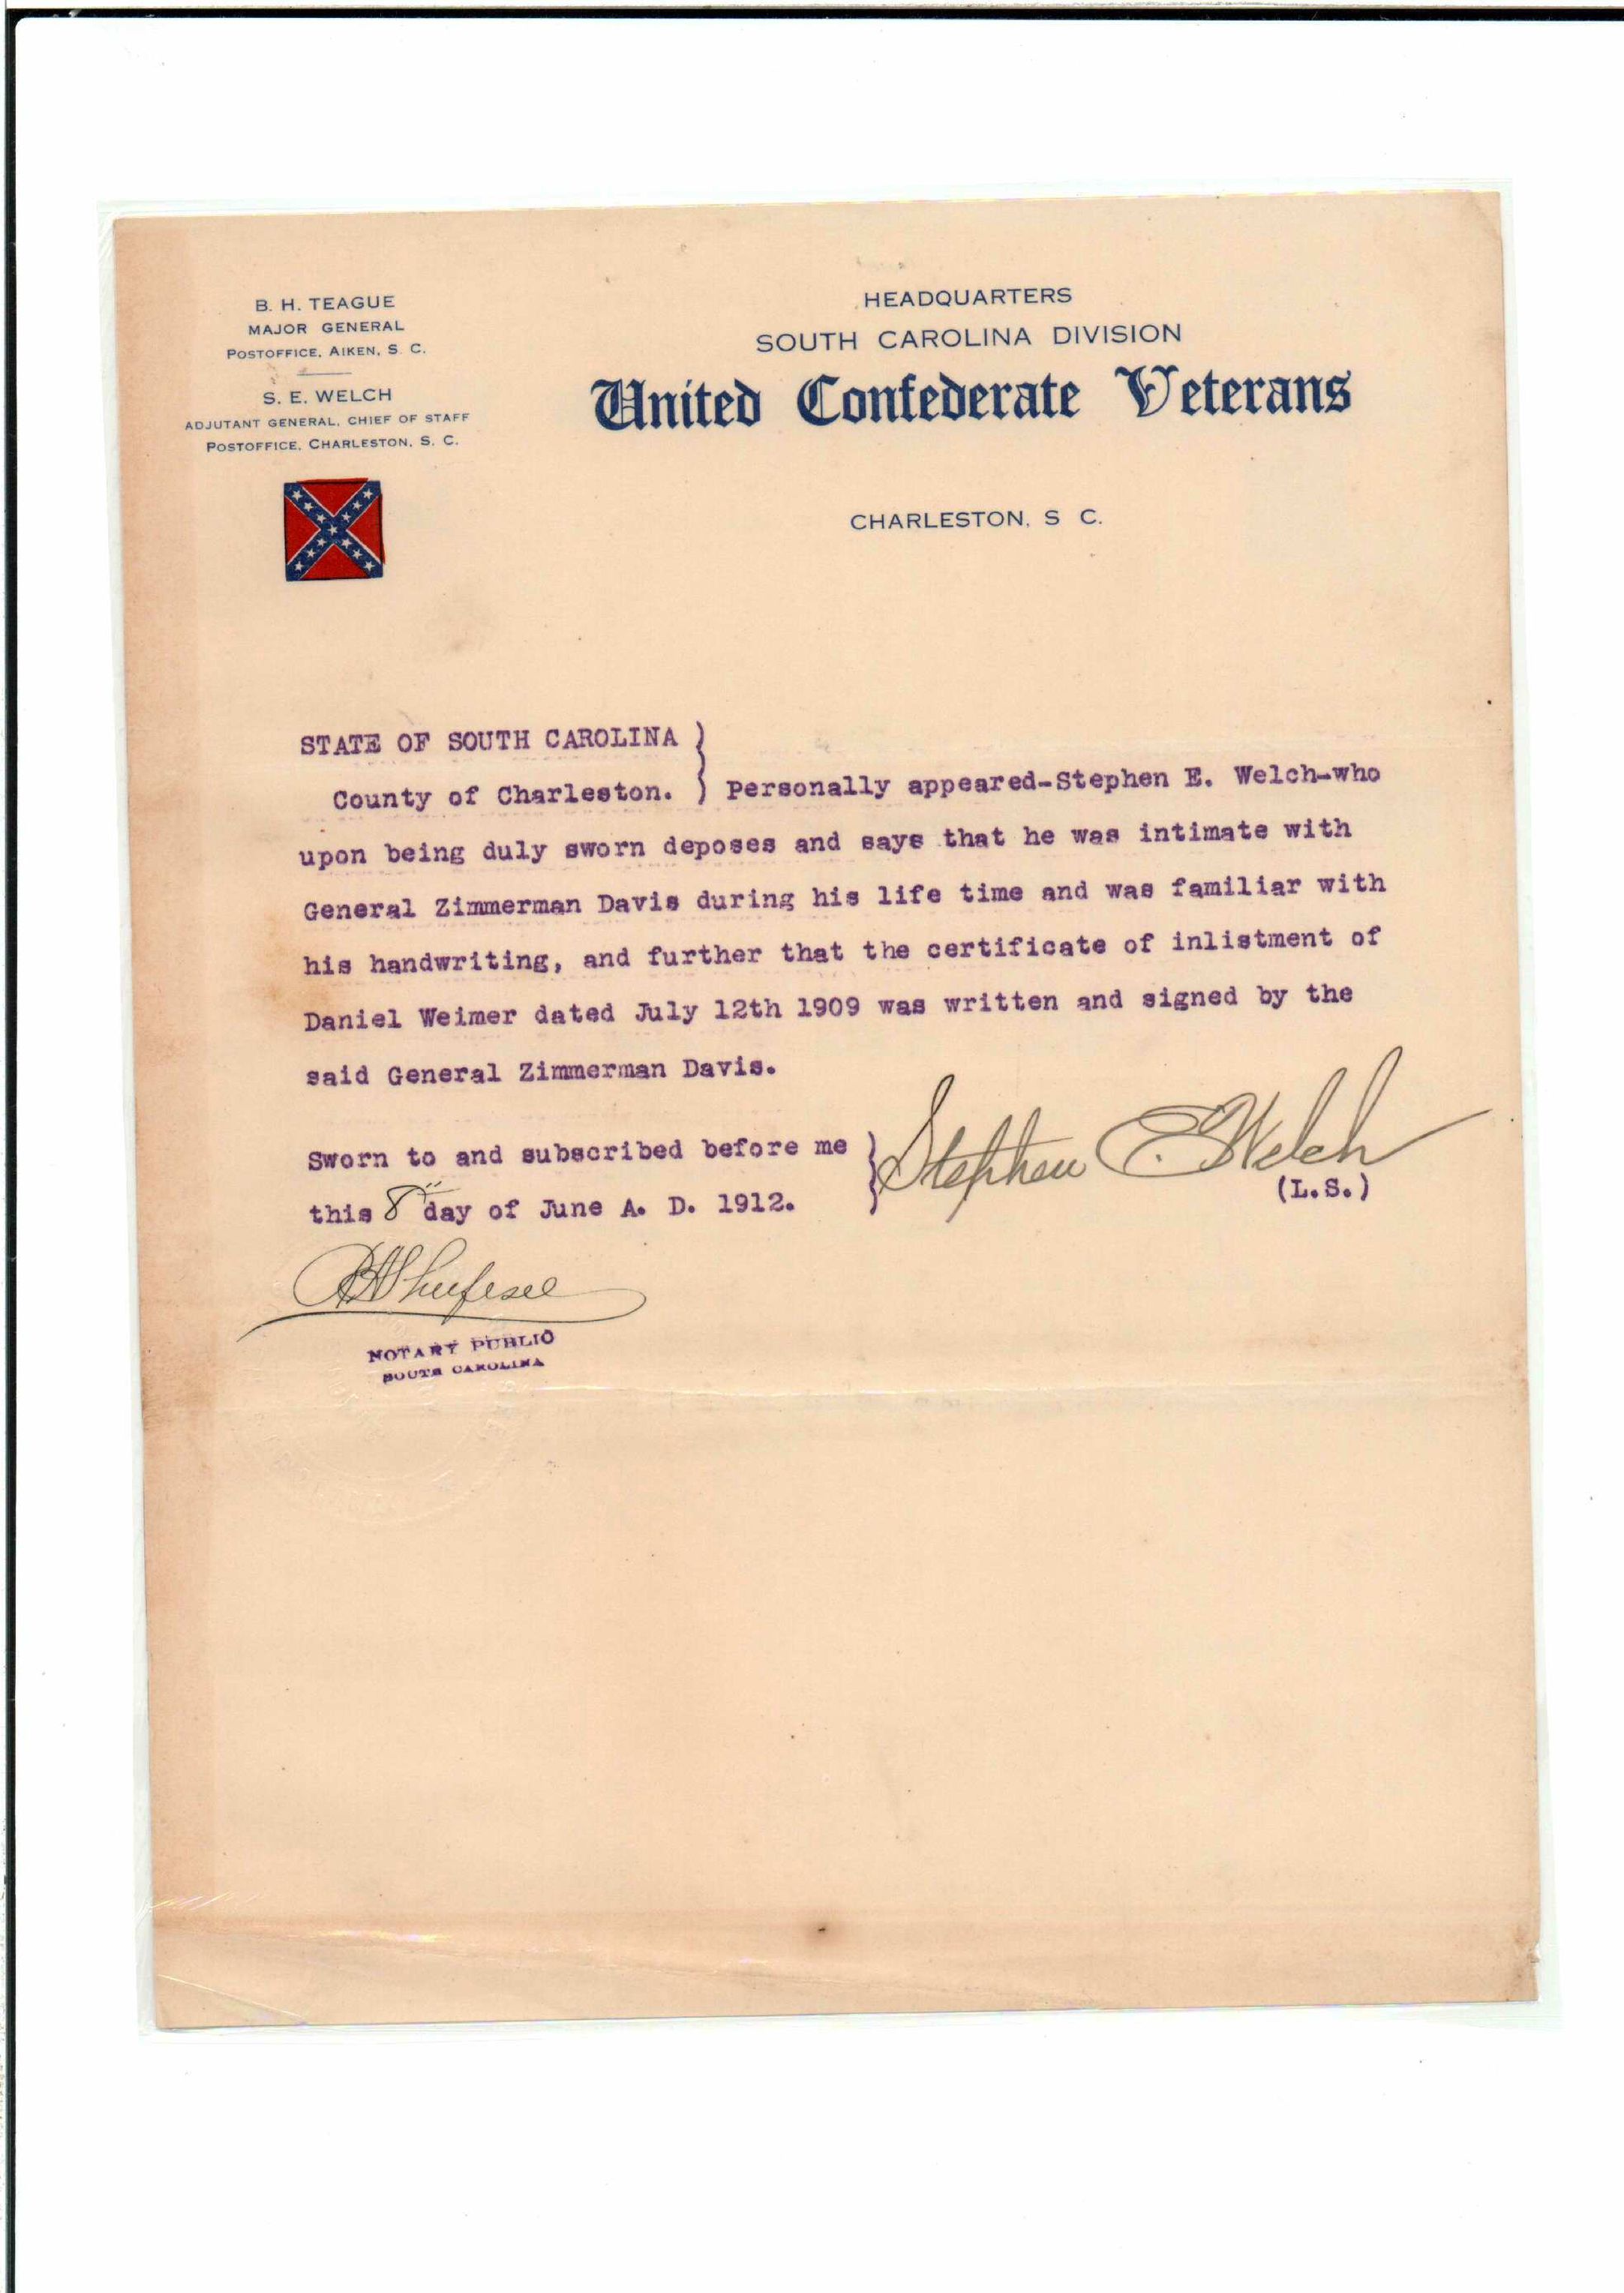 B. H. TEAGUE
MAJOR GENERAL
POSTOFFICE, AIKEN, S. C.
S. E. WELCH
ADJUTANT GENERAL, CHIEF OF STAFF
POSTOFFICE, CHARLESTON, S. C.
HEADQUARTERS
SOUTH CAROLINA DIVISION
United Confederate Veterans
CHARLESTON, S C.
STATE OF SOUTH CAROLINA )
County of Charleston. ) Personally appeared-Stephen E. Welch-who
upon being duly sworn deposes and says that he was intimate with
General Zimmerman Davis during his life time and was familiar with
his handwriting, and further that the certificate of inlistment of
Daniel Weimer dated July 12th 1909 was written and signed by the
said General Zimmerman Davis.
Sworn to and subscribed before me } Stephen E. Welch
this 8" day of June A. D. 1912. (L.S.)
NOTARY PUBLIC
SOUTH CAROLINA